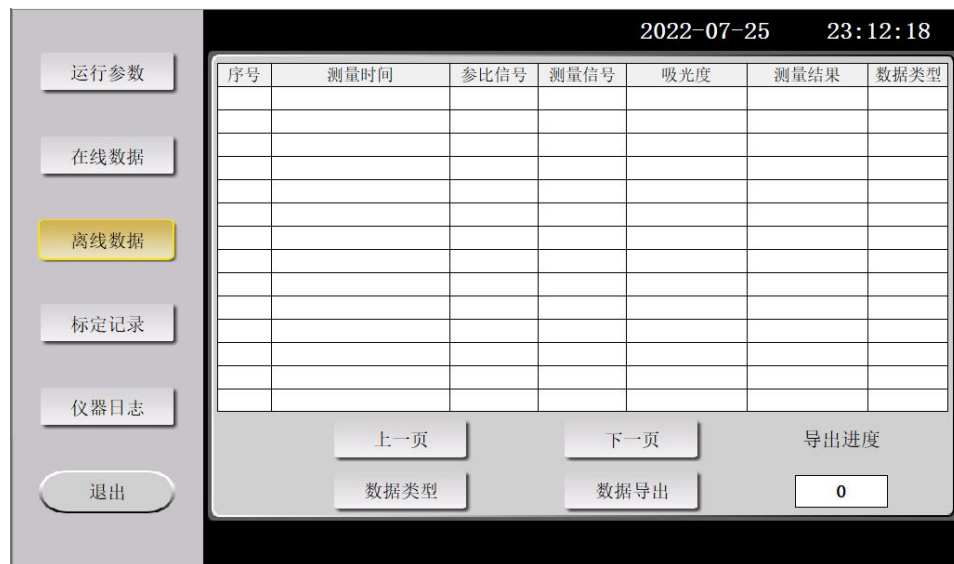 2022-07-25 23:12:18
运行参数
在线数据
离线数据
标定记录
仪器日志
退出
序号 测量时间 参比信号 测量信号 吸光度 测量结果 数据类型
上一页 下一页 导出进度
数据类型 数据导出 0